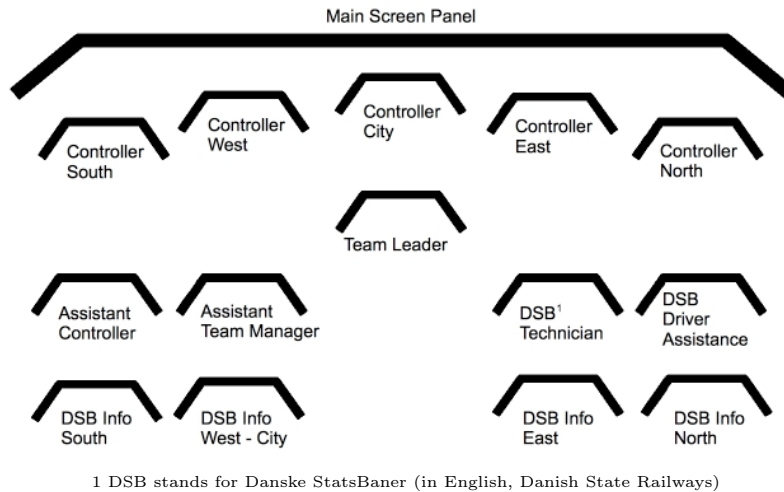 Main Screen Panel
Controller
South
Controller
West
Controller
City
Controller
East
Controller
North
Team Leader
Assistant
Controller
Assistant
Team Manager
DSB¹
Technician
DSB
Driver
Assistance
DSB Info
South
DSB Info
West - City
DSB Info
East
DSB Info
North
1 DSB stands for Danske StatsBaner (in English, Danish State Railways)